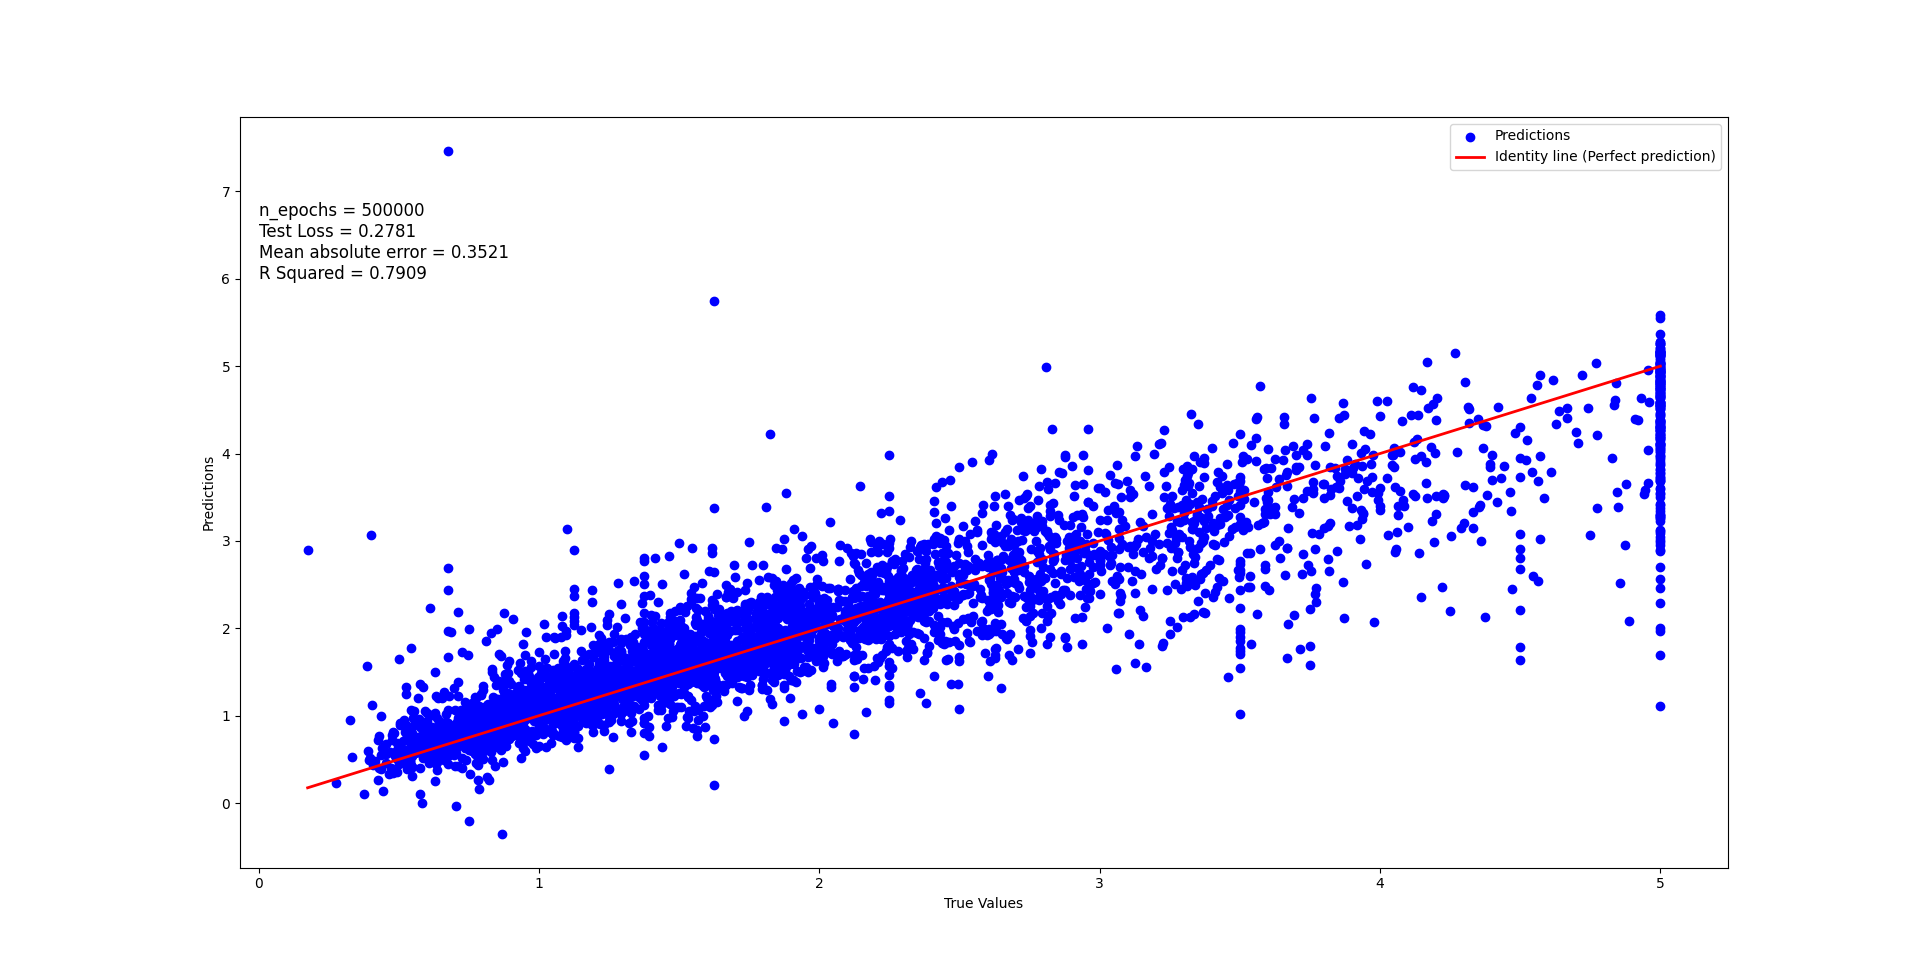 Predictions
Identity line (Perfect prediction)
n_epochs = 500000
Test Loss = 0.2781
Mean absolute error = 0.3521
R Squared = 0.7909
7
6
5
4
3
2
1
0
Predictions
0 1 2 3 4 5
True Values